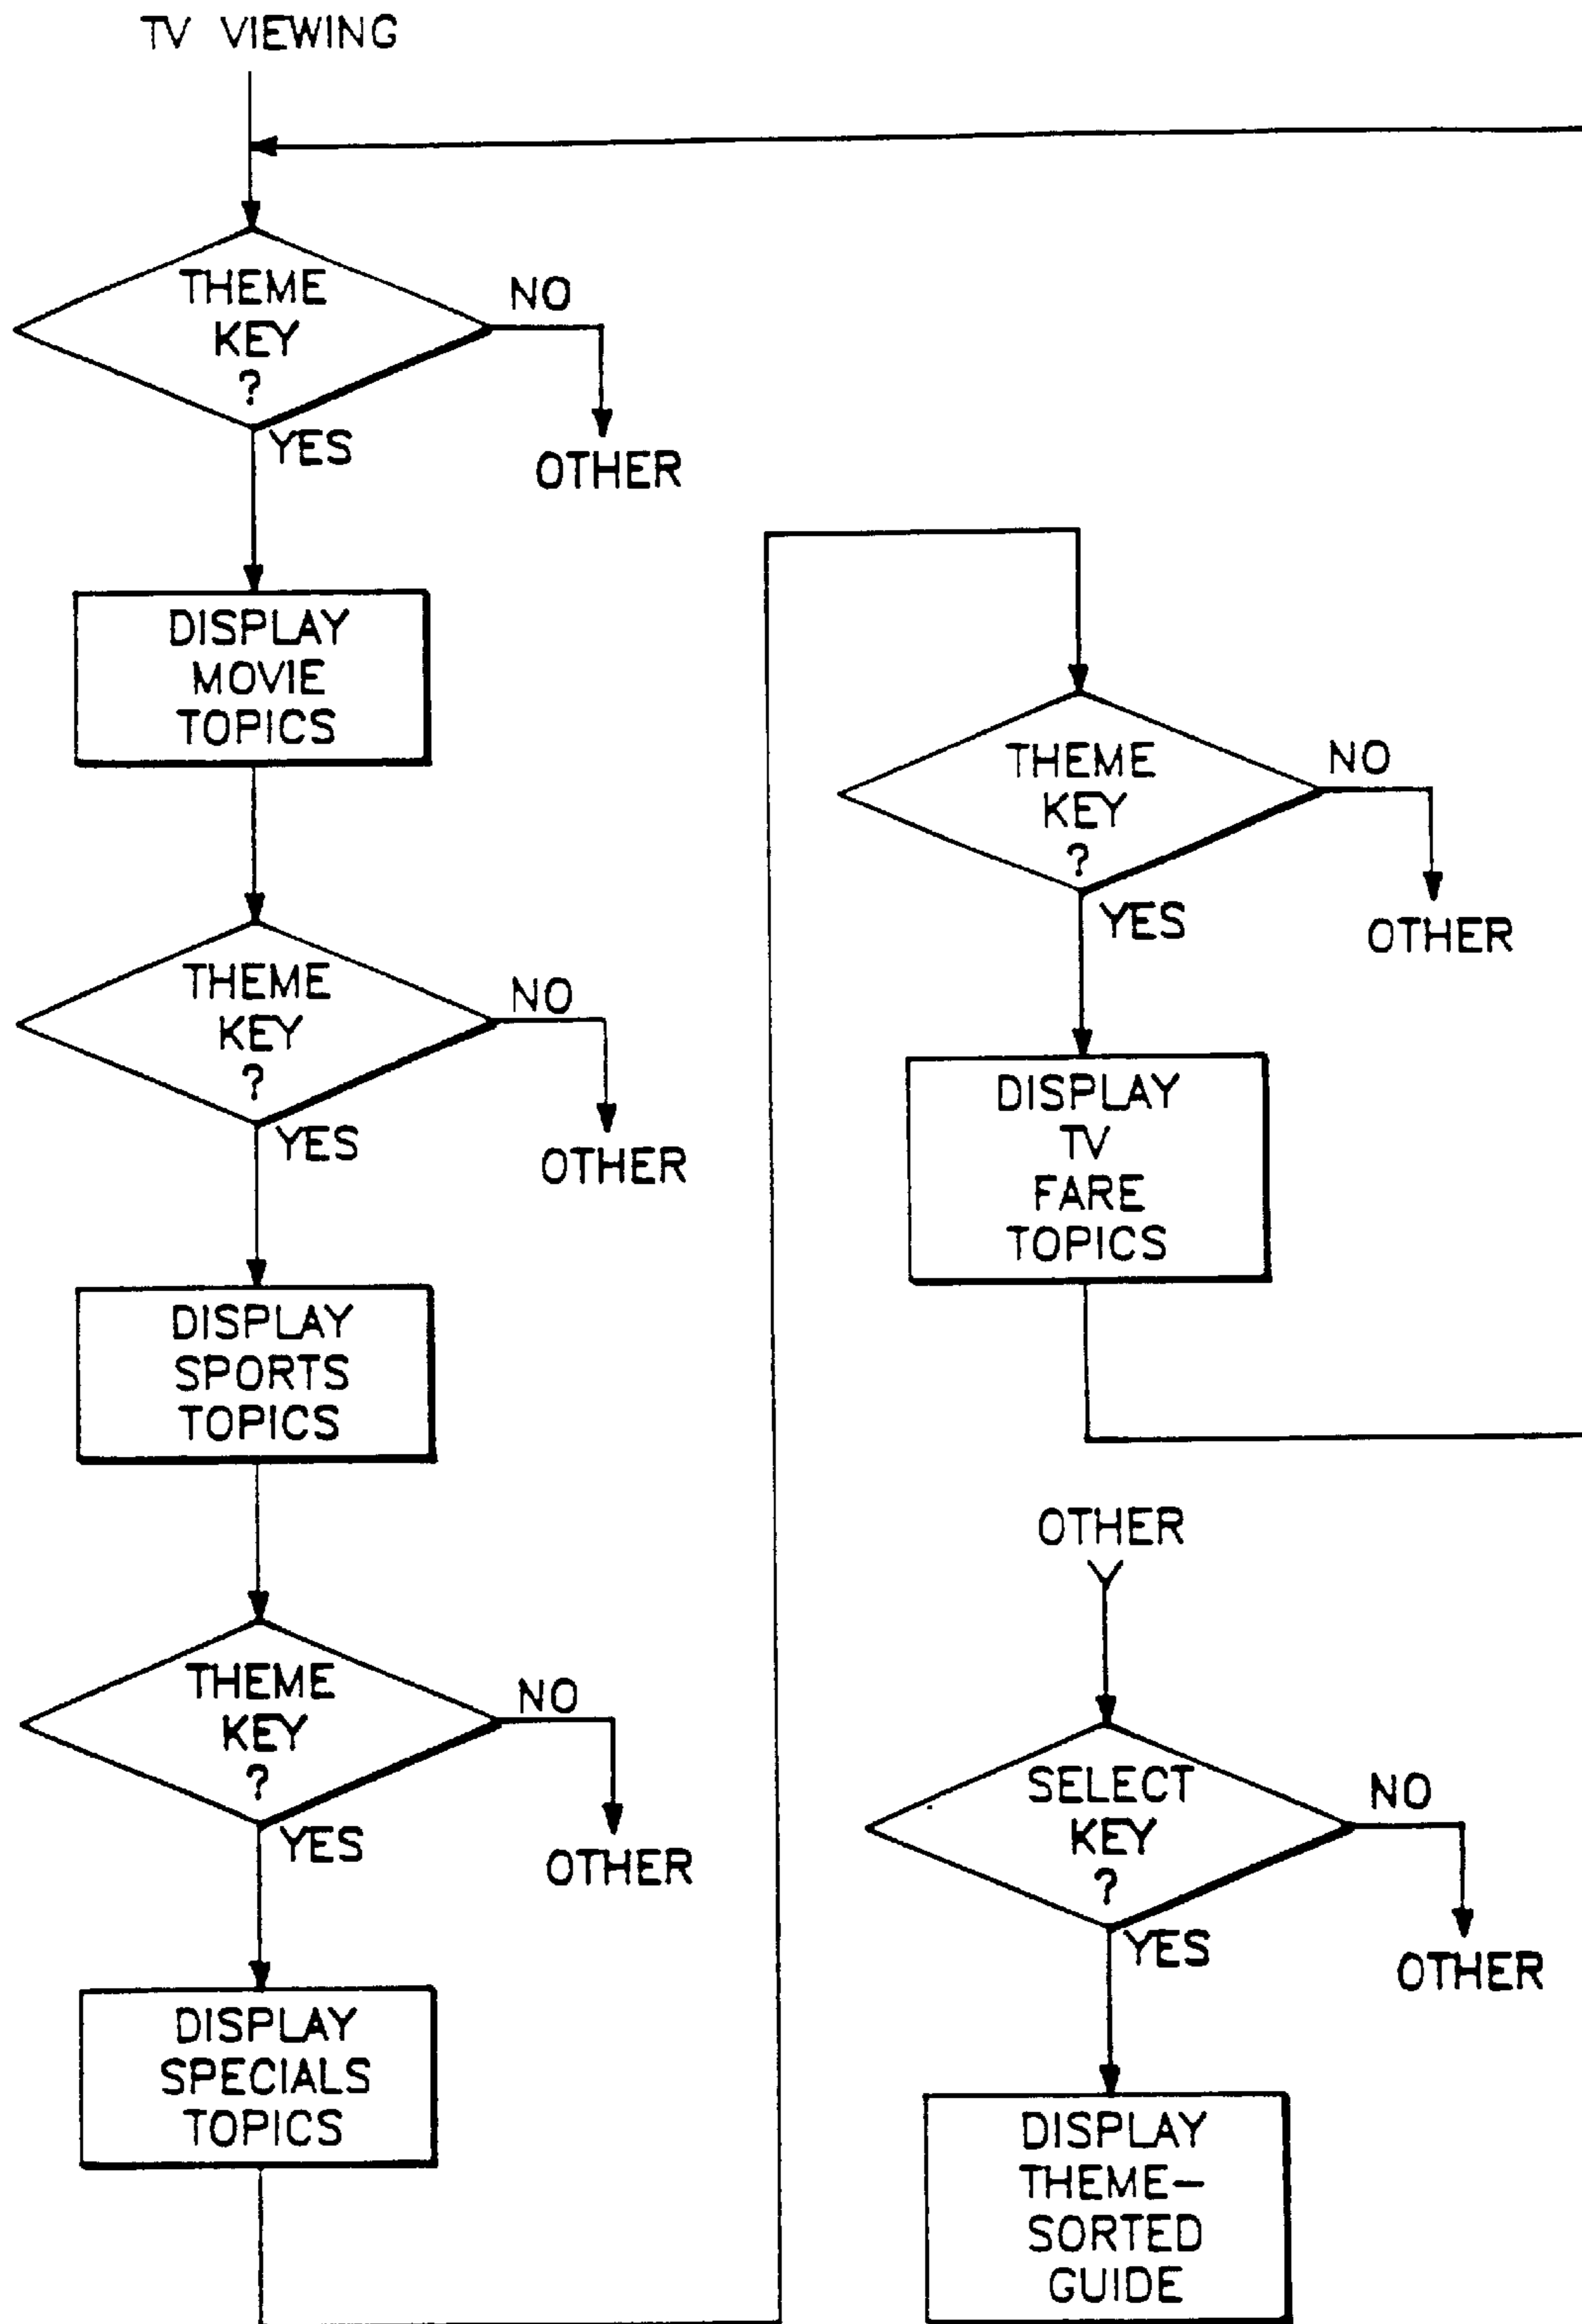 TV VIEWING
THEME
KEY
?
NO
YES
OTHER
DISPLAY
MOVIE
TOPICS
THEME
KEY
?
NO
YES
OTHER
DISPLAY
SPORTS
TOPICS
THEME
KEY
?
NO
YES
OTHER
DISPLAY
SPECIALS
TOPICS
THEME
KEY
?
NO
YES
OTHER
DISPLAY
TV
FARE
TOPICS
OTHER
SELECT
KEY
?
NO
YES
OTHER
DISPLAY
THEME-
SORTED
GUIDE